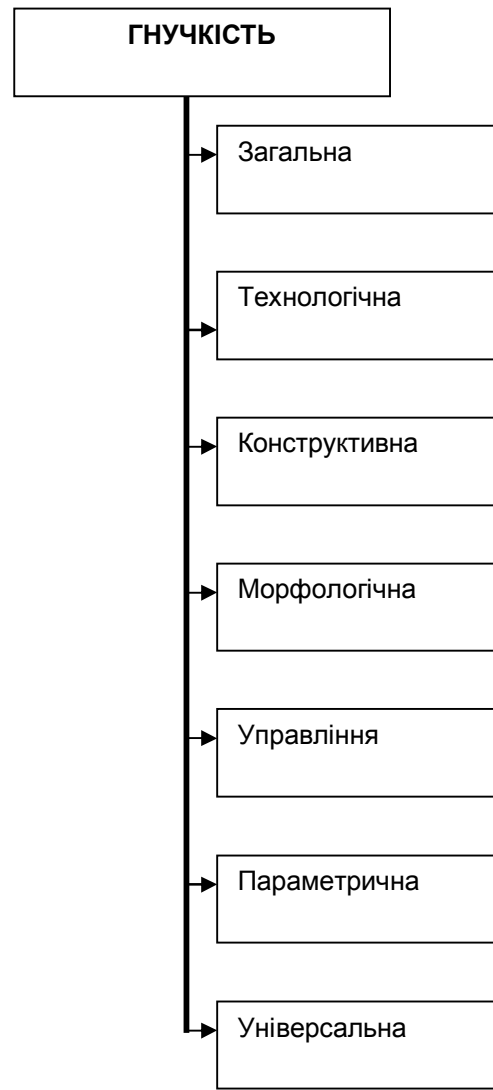 ГНУЧКІСТЬ
Загальна
Технологічна
Конструктивна
Морфологічна
Управління
Параметрична
Універсальна